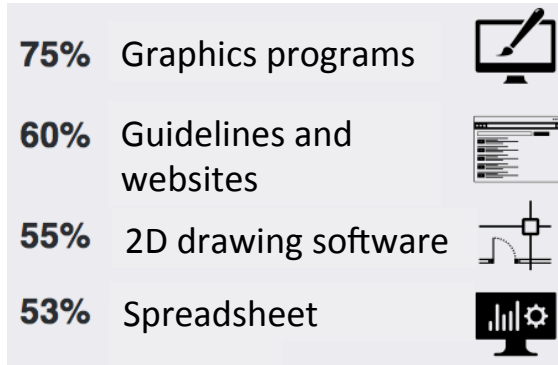 75% Graphics programs
60% Guidelines and
websites
55% 2D drawing software
53% Spreadsheet